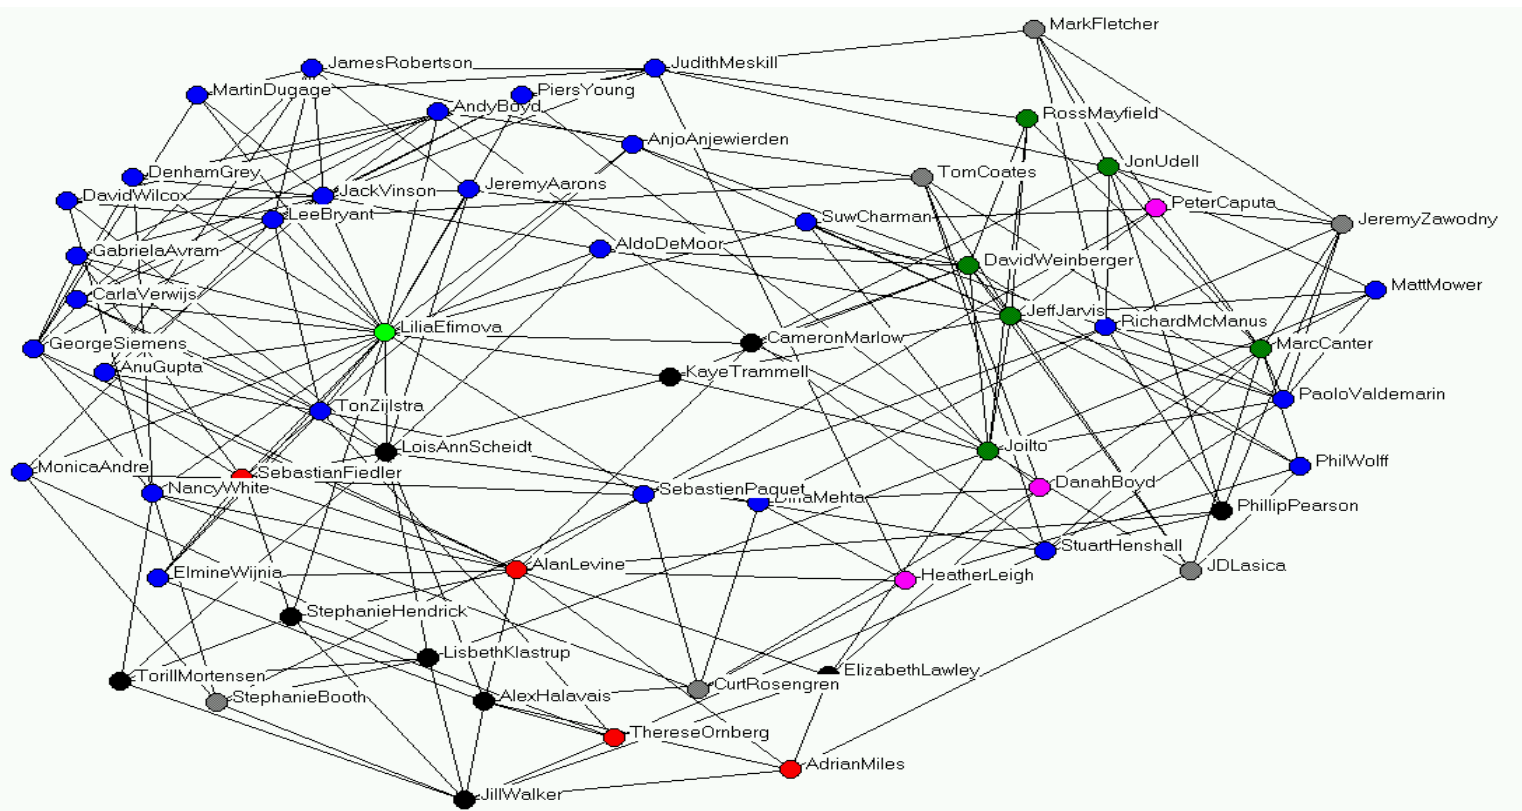 MarkFletcher
JamesRobertson
JudithMeskill
MartinDugage
PiersYoung
AndyBoyd
RossMayfield
AnjoAnjewierden
JonUdell
DenhamGrey
TomCoates
JackVinson
JeremyAarons
DavidWilcox
PeterCaputa
LeeBryant
SuwCharman
JeremyZawodny
GabrielaAvram
AldoDeMoor
DavidWeinberger
MattMower
CarlaVerwijs
JeffJarvis
RichardMcManus
LiliaEfimova
CameronMarlow
GeorgeSiemens
MarcCanter
AnuGupta
KayeTrammell
PaoloValdemarin
TonZijlstra
LoisAnnScheidt
JoiIto
PhilWolff
MonicaAndre
SebastianFiedler
DanahBoyd
NancyWhite
SebastienPaquet
DinaMehta
PhillipPearson
StuartHenshall
AlanLevine
JDLasica
ElmineWijnia
HeatherLeigh
StephanieHendrick
LisbethKlastrup
ElizabethLawley
TorillMortensen
CurtRosengren
StephanieBooth
AlexHalavais
ThereseOrnberg
AdrianMiles
JillWalker